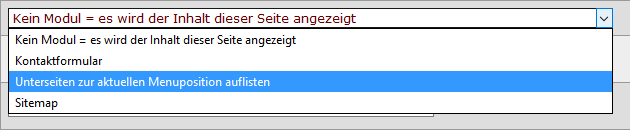 Kein Modul = es wird der Inhalt dieser Seite angezeigt
Kein Modul = es wird der Inhalt dieser Seite angezeigt
Kontaktformular
Unterseiten zur aktuellen Menuposition auflisten
Sitemap